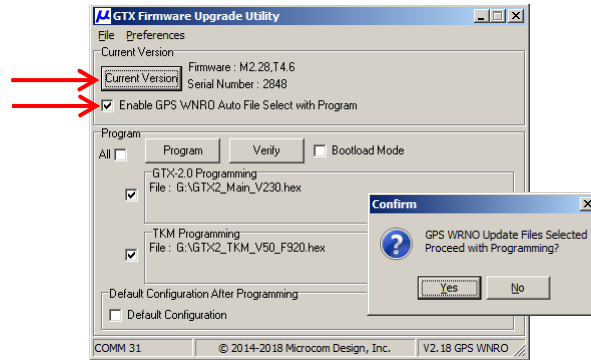 GTX Firmware Upgrade Utility
File Preferences
Current Version
Current Version
Firmware : M2.28,T4.6
Serial Number : 2848
Enable GPS WNRO Auto File Select with Program
Program
All
Program Verify Bootload Mode
GTX-2.0 Programming
File : G:\GTX2_Main_V230.hex
TKM Programming
File : G:\GTX2_TKM_V50_F920.hex
Default Configuration After Programming
Default Configuration
COMM 31 © 2014-2018 Microcom Design, Inc. V2.18 GPS WNRO
Confirm
GPS WRNO Update Files Selected
Proceed with Programming?
Yes No